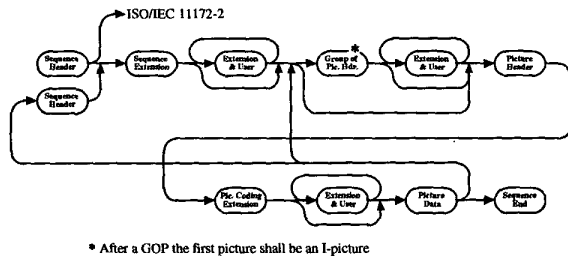 ISO/IEC 11172-2
Sequence
Header
Sequence
Extension
Extension
& User
*
Group of
Pic. Hdr.
Extension
& User
Picture
Header
Sequence
Header
Pic. Coding
Extension
Extension
& User
Picture
Data
Sequence
End
* After a GOP the first picture shall be an I-picture